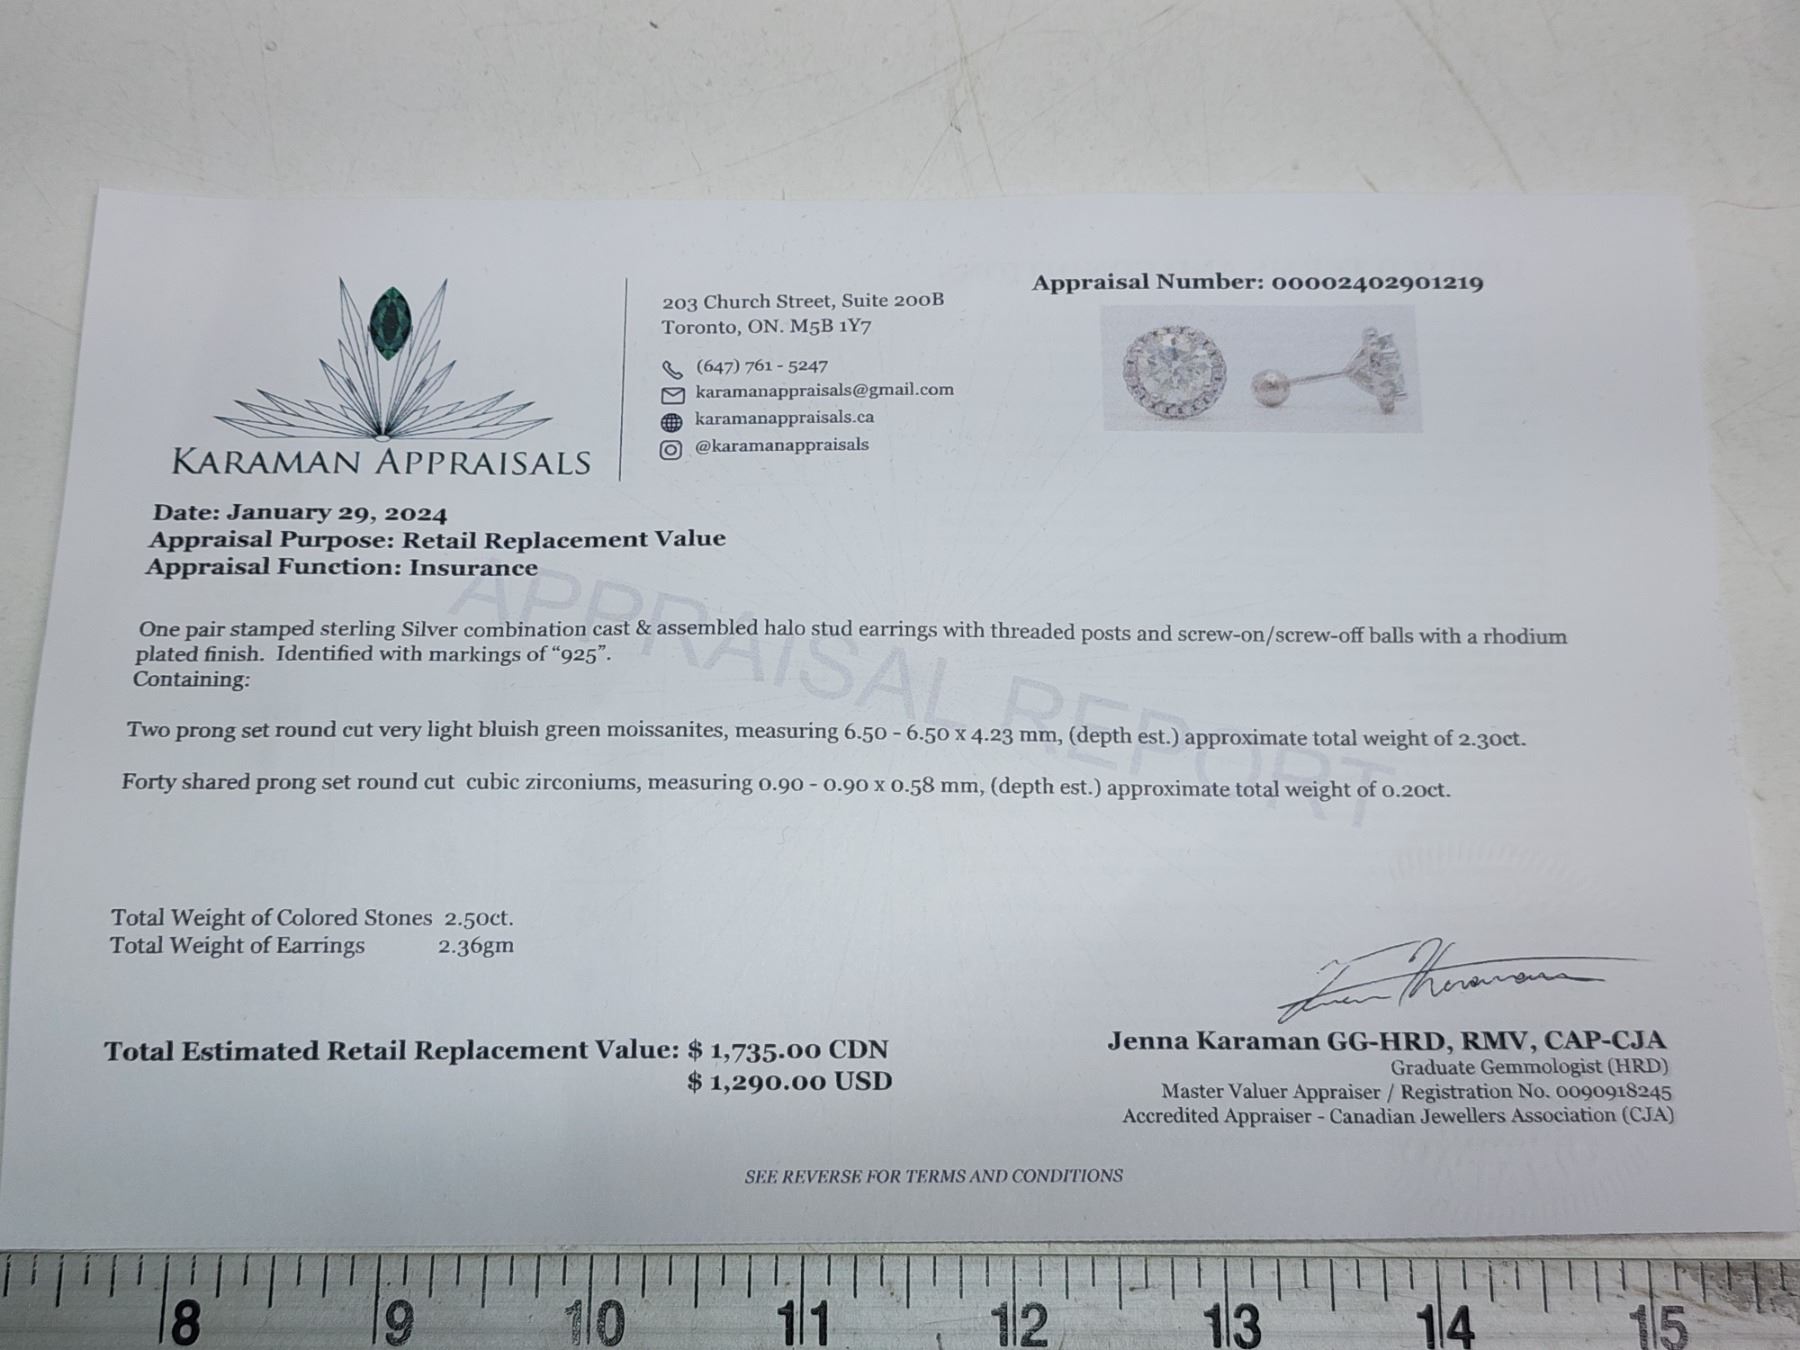 Appraisal Number: 00002402901219
KARAMAN APPRAISALS
203 Church Street, Suite 200B
Toronto, ON. M5B 1Y7
(647) 761 - 5247
karamanappraisals@gmail.com
karamanappraisals.ca
@karamanappraisals
Date: January 29, 2024
Appraisal Purpose: Retail Replacement Value
Appraisal Function: Insurance
APPRAISAL REPORT
One pair stamped sterling Silver combination cast & assembled halo stud earrings with threaded posts and screw-on/screw-off balls with a rhodium
plated finish. Identified with markings of “925”.
Containing:
Two prong set round cut very light bluish green moissanites, measuring 6.50 - 6.50 x 4.23 mm, (depth est.) approximate total weight of 2.30ct.
Forty shared prong set round cut cubic zirconiums, measuring 0.90 - 0.90 x 0.58 mm, (depth est.) approximate total weight of 0.20ct.
Total Weight of Colored Stones 2.50ct.
Total Weight of Earrings 2.36gm
Total Estimated Retail Replacement Value: $ 1,735.00 CDN
$ 1,290.00 USD
Jenna Karaman GG-HRD, RMV, CAP-CJA
Graduate Gemmologist (HRD)
Master Valuer Appraiser / Registration No. 0090918245
Accredited Appraiser - Canadian Jewellers Association (CJA)
SEE REVERSE FOR TERMS AND CONDITIONS
8 9 10 11 12 13 14 15